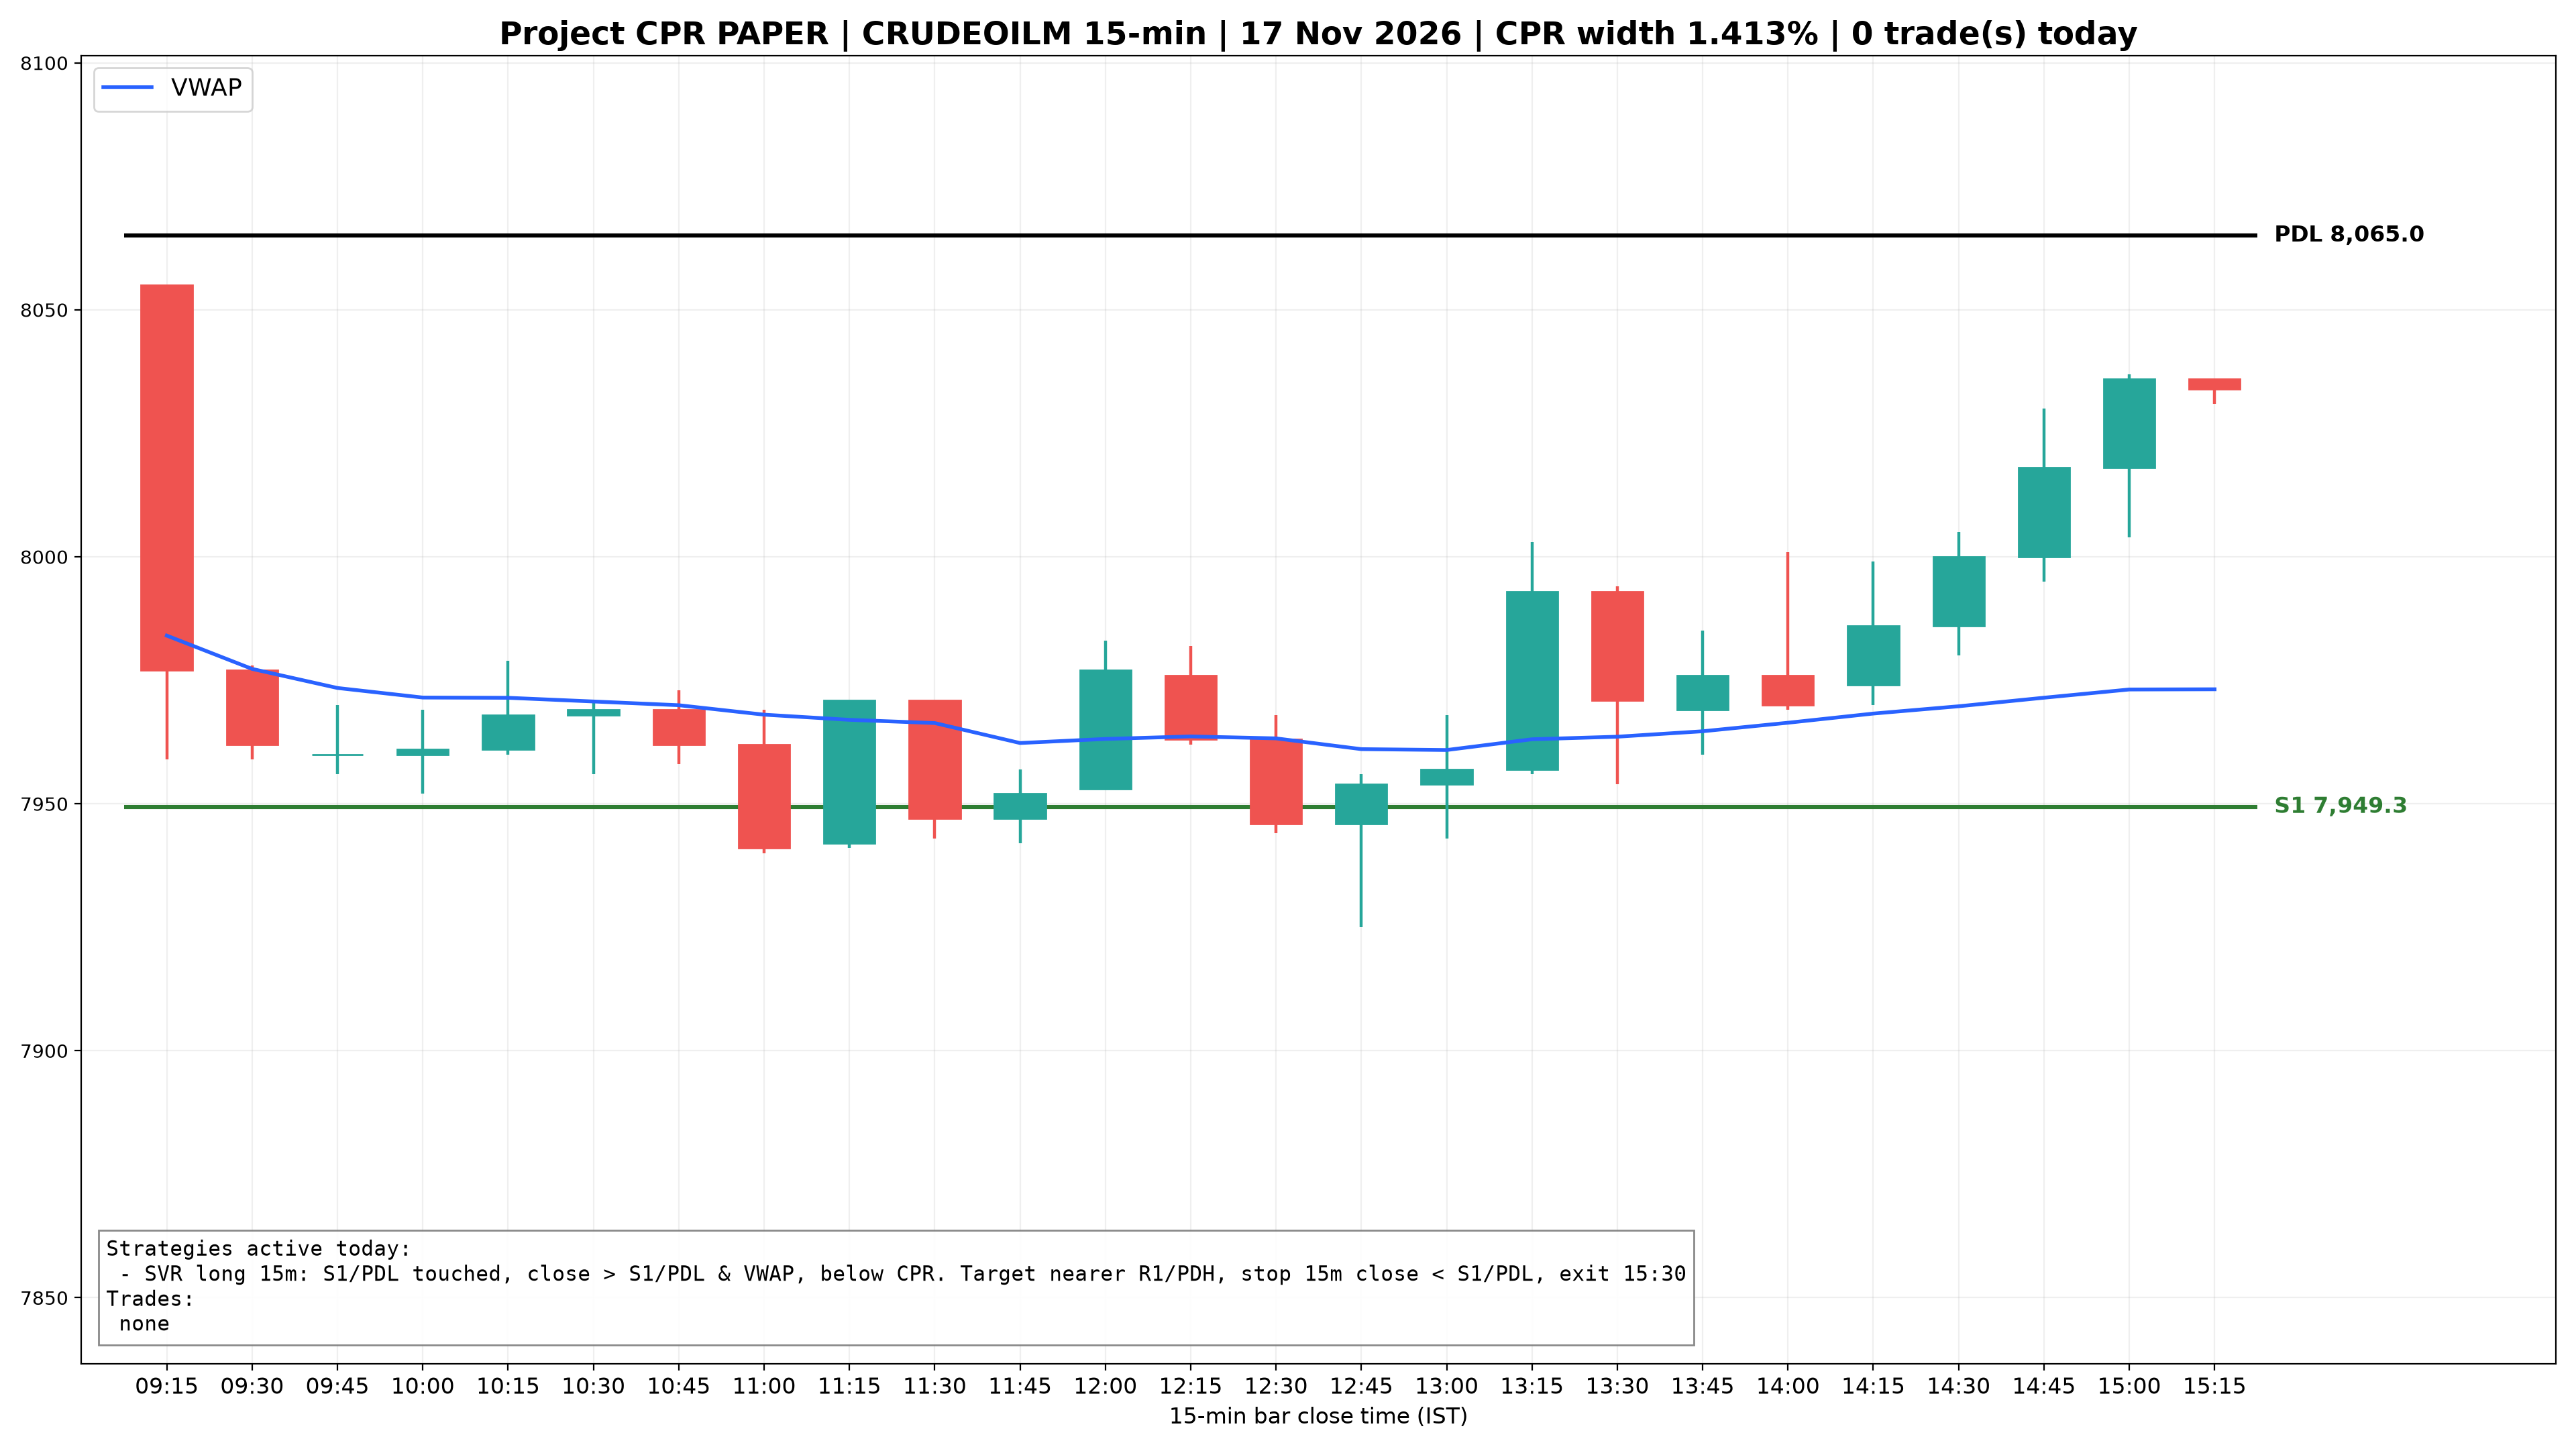 Project CPR PAPER | CRUDEOILM 15-min | 17 Nov 2026 | CPR width 1.413% | 0 trade(s) today
8100
VWAP
PDL 8,065.0
8050
8000
7950
S1 7,949.3
7900
7850
Strategies active today:
- SVR long 15m: S1/PDL touched, close > S1/PDL & VWAP, below CPR. Target nearer R1/PDH, stop 15m close < S1/PDL, exit 15:30
Trades:
none
09:15 09:30 09:45 10:00 10:15 10:30 10:45 11:00 11:15 11:30 11:45 12:00 12:15 12:30 12:45 13:00 13:15 13:30 13:45 14:00 14:15 14:30 14:45 15:00 15:15
15-min bar close time (IST)